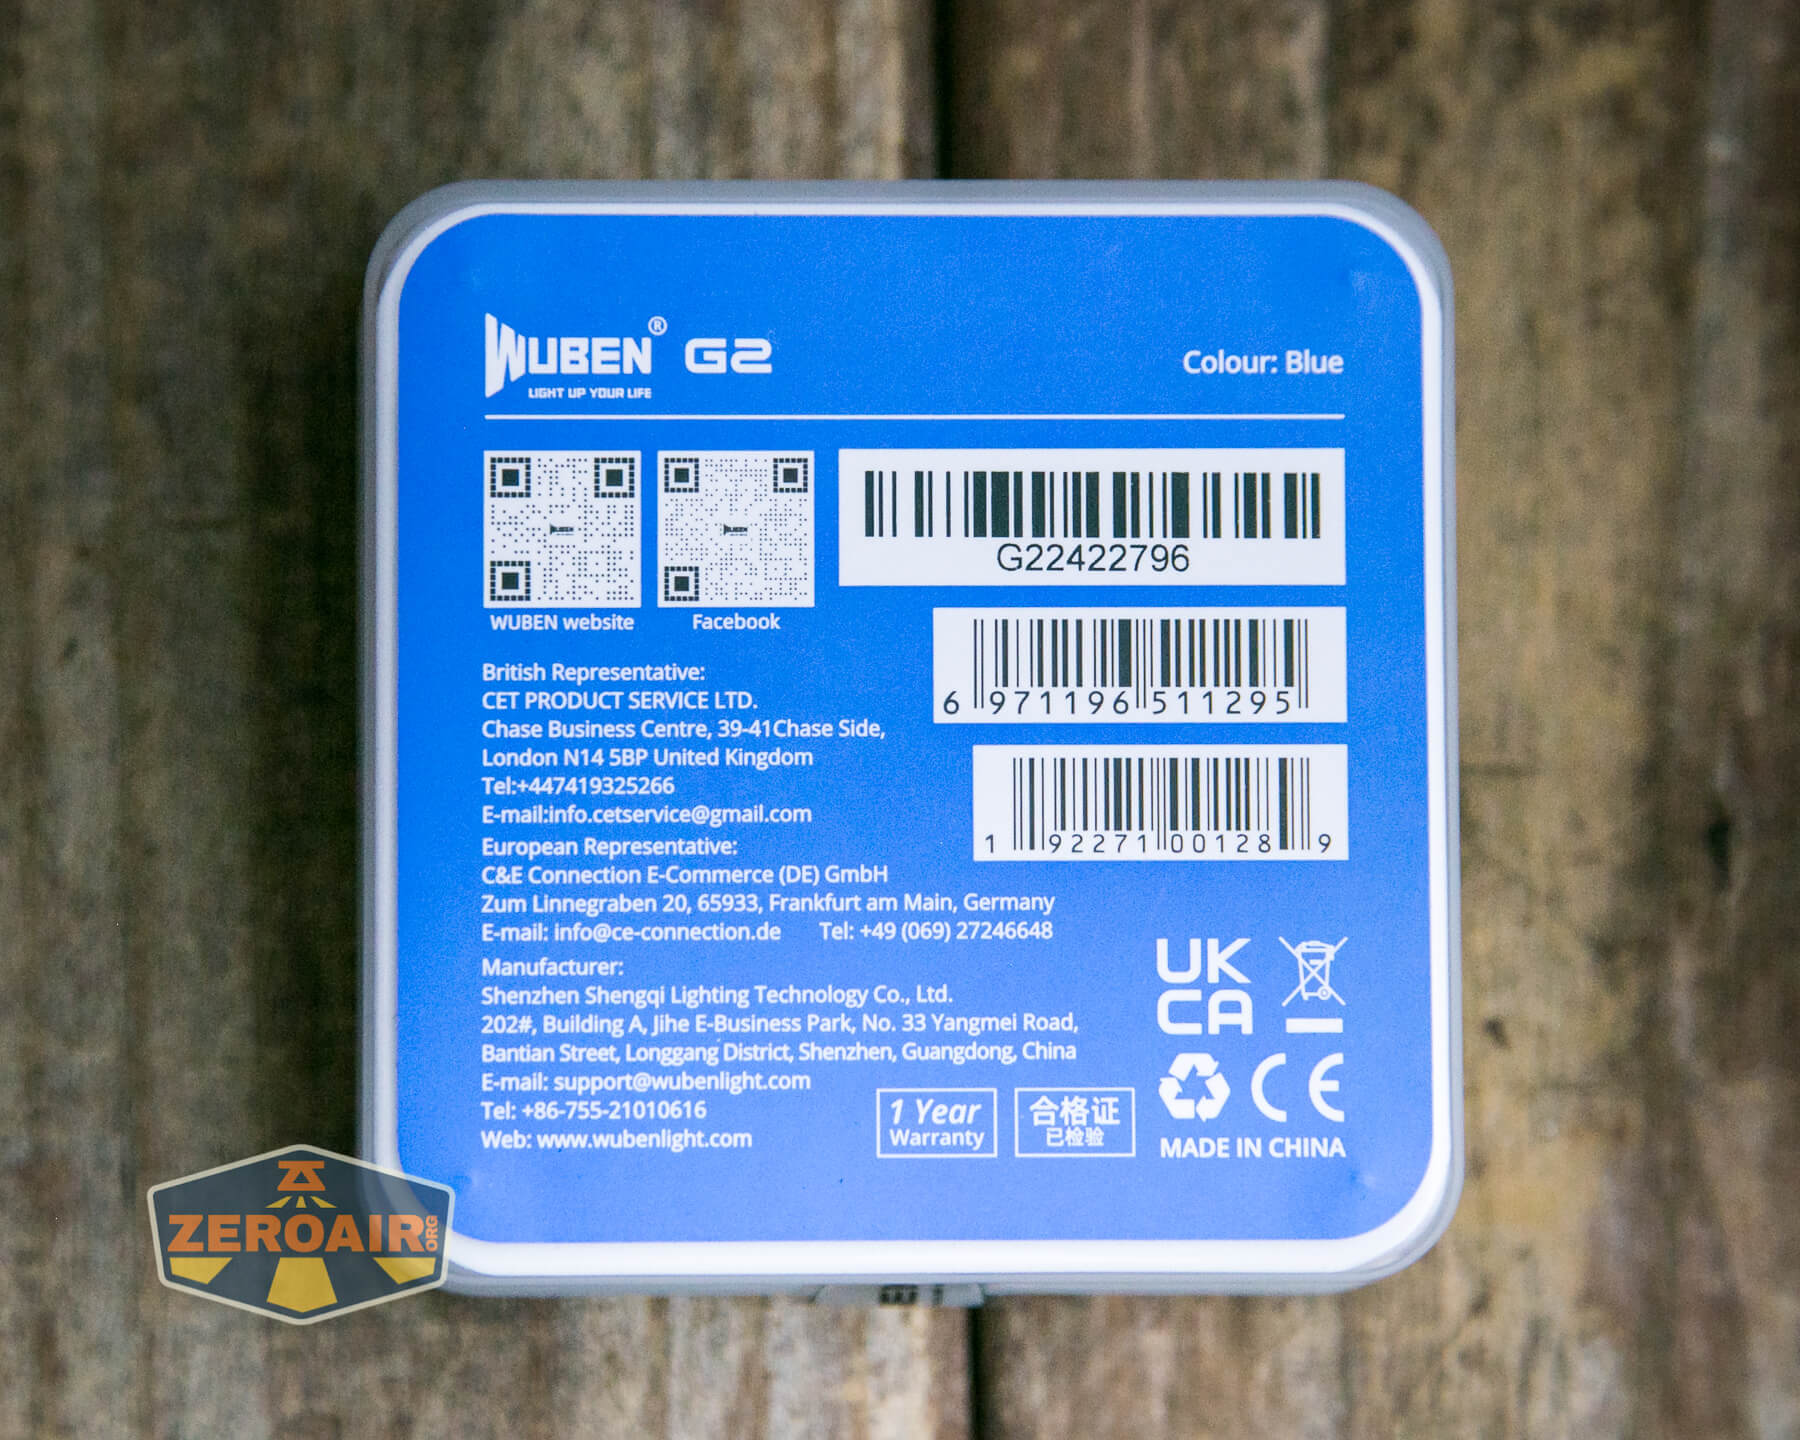 WUBEN® G2
LIGHT UP YOUR LIFE
Colour: Blue
WUBEN
WUBEN
WUBEN website
Facebook
G22422796
6 971196 511295
1 92271 00128 9
British Representative:
CET PRODUCT SERVICE LTD.
Chase Business Centre, 39-41Chase Side,
London N14 5BP United Kingdom
Tel:+447419325266
E-mail:info.cetservice@gmail.com
European Representative:
C&E Connection E-Commerce (DE) GmbH
Zum Linnegraben 20, 65933, Frankfurt am Main, Germany
E-mail: info@ce-connection.de Tel: +49 (069) 27246648
Manufacturer:
Shenzhen Shengqi Lighting Technology Co., Ltd.
202#, Building A, Jihe E-Business Park, No. 33 Yangmei Road,
Bantian Street, Longgang District, Shenzhen, Guangdong, China
E-mail: support@wubenlight.com
Tel: +86-755-21010616
Web: www.wubenlight.com
1 Year
Warranty
合格证
已检验
UK
CA
CE
MADE IN CHINA
ZEROAIR.ORG